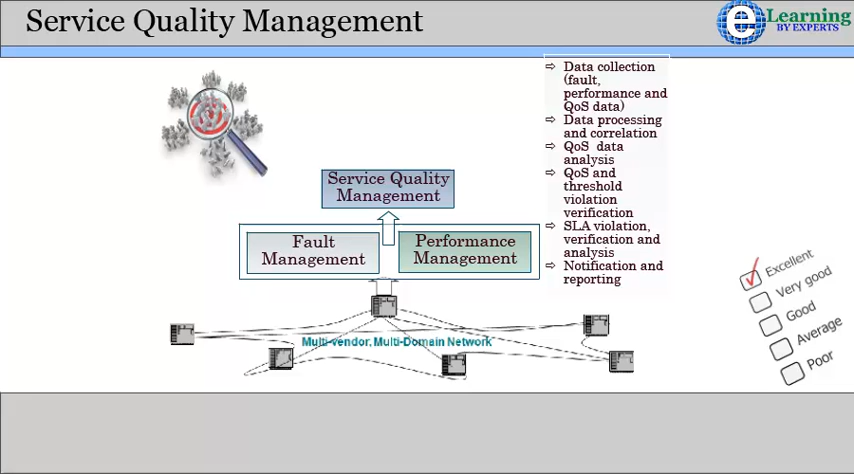 Service Quality Management
eLearning
BY EXPERTS
⇨ Data collection
(fault,
performance and
QoS data)
⇨ Data processing
and correlation
⇨ QoS data
analysis
⇨ QoS and
threshold
violation
verification
⇨ SLA violation,
verification and
analysis
⇨ Notification and
reporting
Service Quality
Management
Fault
Management
Performance
Management
Multi-vendor, Multi-Domain Network
Excellent
Very good
Good
Average
Poor